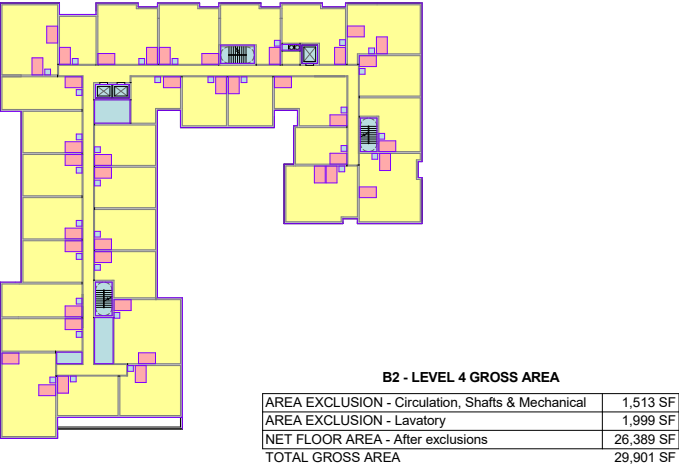 B2 - LEVEL 4 GROSS AREA
AREA EXCLUSION - Circulation, Shafts & Mechanical 1,513 SF
AREA EXCLUSION - Lavatory 1,999 SF
NET FLOOR AREA - After exclusions 26,389 SF
TOTAL GROSS AREA 29,901 SF